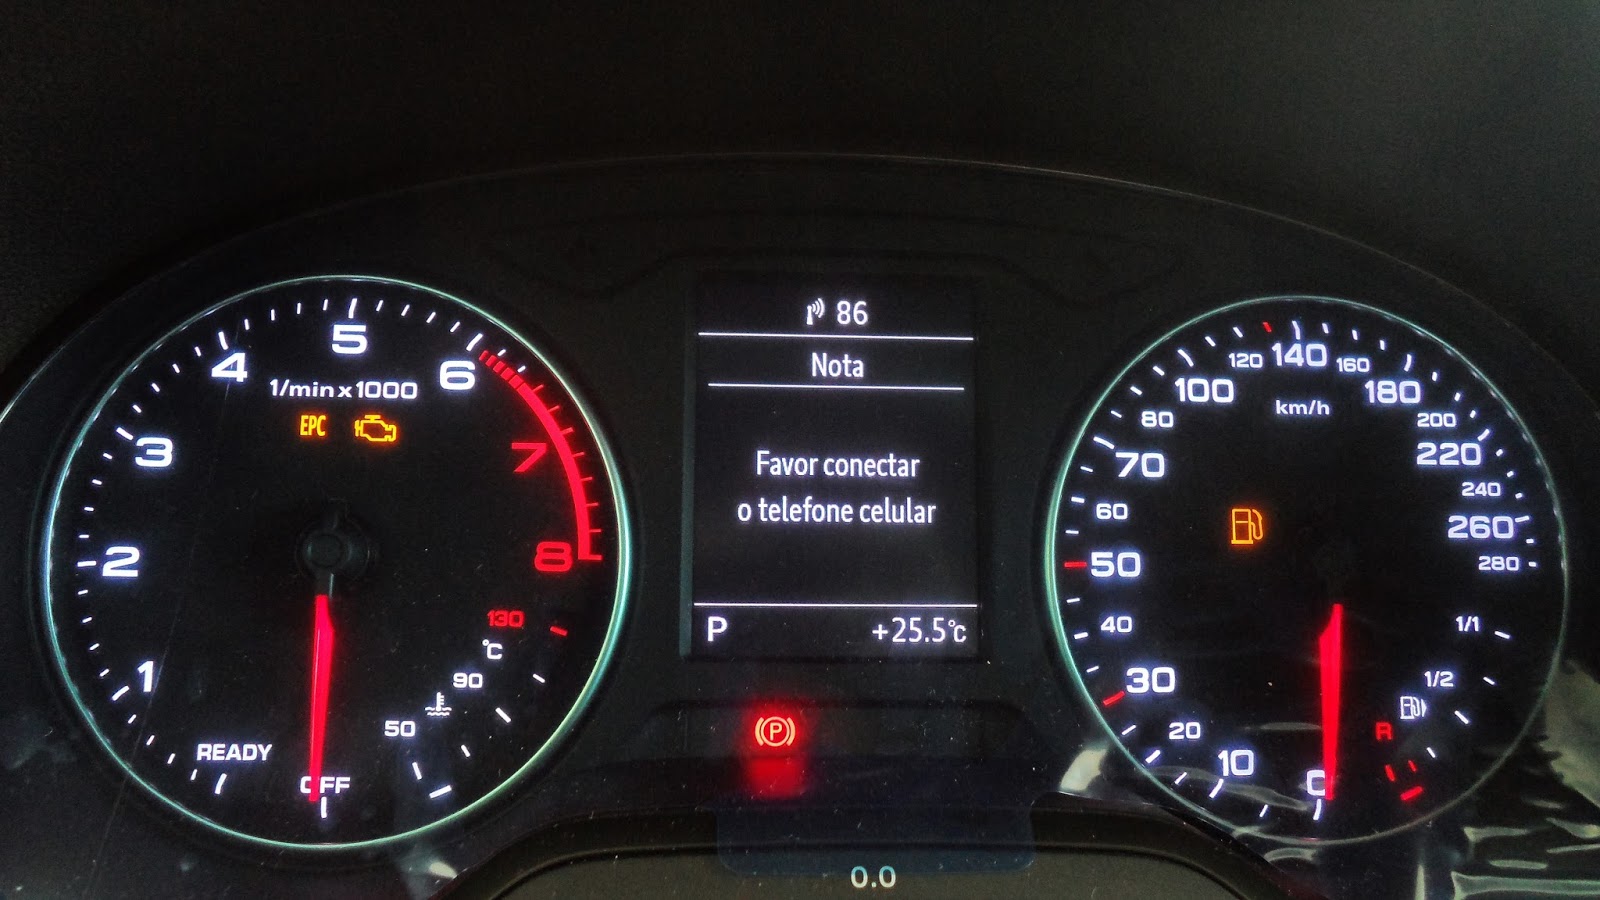 1/min x 1000
EPC
1
2
3
4
5
6
7
8
READY
OFF
130
°C
90
50
86
Nota
Favor conectar
o telefone celular
P
+25.5°C
P
0.0
km/h
0
10
20
30
40
50
60
70
80
100
120
140
160
180
200
220
240
260
280
1/1
1/2
R